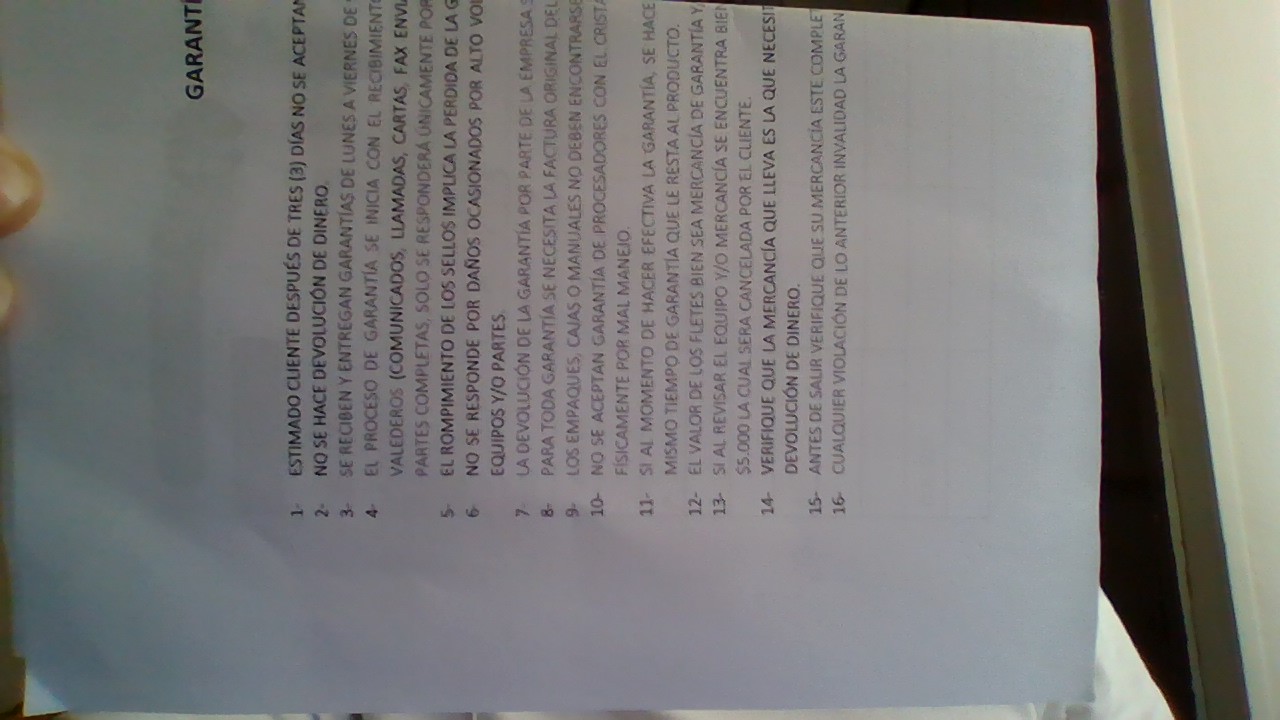 GARANTÍ
1- ESTIMADO CLIENTE DESPUÉS DE TRES (3) DÍAS NO SE ACEPTAN
2- NO SE HACE DEVOLUCIÓN DE DINERO.
3- SE RECIBEN Y ENTREGAN GARANTÍAS DE LUNES A VIERNES DE
4- EL PROCESO DE GARANTÍA SE INICIA CON EL RECIBIMIENTO
VALEDEROS (COMUNICADOS, LLAMADAS, CARTAS, FAX ENVI
PARTES COMPLETAS, SOLO SE RESPONDERÁ ÚNICAMENTE POR
5- EL ROMPIMIENTO DE LOS SELLOS IMPLICA LA PERDIDA DE LA G
6- NO SE RESPONDE POR DAÑOS OCASIONADOS POR ALTO VOL
EQUIPOS Y/O PARTES.
7- LA DEVOLUCIÓN DE LA GARANTÍA POR PARTE DE LA EMPRESA S
8- PARA TODA GARANTÍA SE NECESITA LA FACTURA ORIGINAL DEL
9- LOS EMPAQUES, CAJAS O MANUALES NO DEBEN ENCONTRARSE
10- NO SE ACEPTAN GARANTÍA DE PROCESADORES CON EL CRISTA
FÍSICAMENTE POR MAL MANEJO.
11- SI AL MOMENTO DE HACER EFECTIVA LA GARANTÍA, SE HACE
MISMO TIEMPO DE GARANTÍA QUE LE RESTA AL PRODUCTO.
12- EL VALOR DE LOS FLETES BIEN SEA MERCANCÍA DE GARANTÍA Y
13- SI AL REVISAR EL EQUIPO Y/O MERCANCÍA SE ENCUENTRA BIEN
$5.000 LA CUAL SERA CANCELADA POR EL CLIENTE.
14- VERIFIQUE QUE LA MERCANCÍA QUE LLEVA ES LA QUE NECESIT
DEVOLUCIÓN DE DINERO.
15- ANTES DE SALIR VERIFIQUE QUE SU MERCANCÍA ESTE COMPLET
16- CUALQUIER VIOLACIÓN DE LO ANTERIOR INVALIDAD LA GARAN